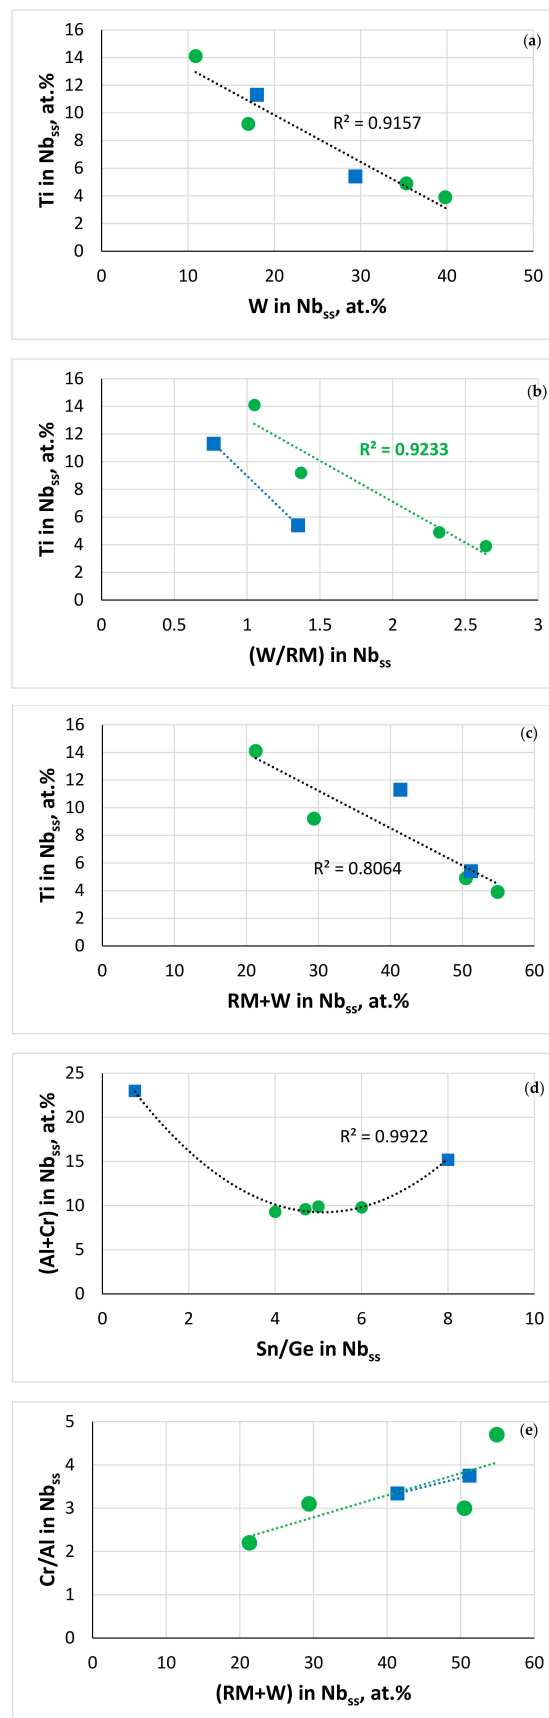 (a)
16
14
12
10
8
6
4
2
0
Ti in Nbss, at.%
R² = 0.9157
0 10 20 30 40 50
W in Nbss, at.%
(b)
16
14
12
10
8
6
4
2
0
Ti in Nbss, at.%
R² = 0.9233
0 0.5 1 1.5 2 2.5 3
(W/RM) in Nbss
(c)
16
14
12
10
8
6
4
2
0
Ti in Nbss, at.%
R² = 0.8064
0 10 20 30 40 50 60
RM+W in Nbss, at.%
(d)
25
20
15
10
5
0
(Al+Cr) in Nbss, at.%
R² = 0.9922
0 2 4 6 8 10
Sn/Ge in Nbss
(e)
5
4
3
2
1
0
Cr/Al in Nbss
0 10 20 30 40 50 60
(RM+W) in Nbss, at.%